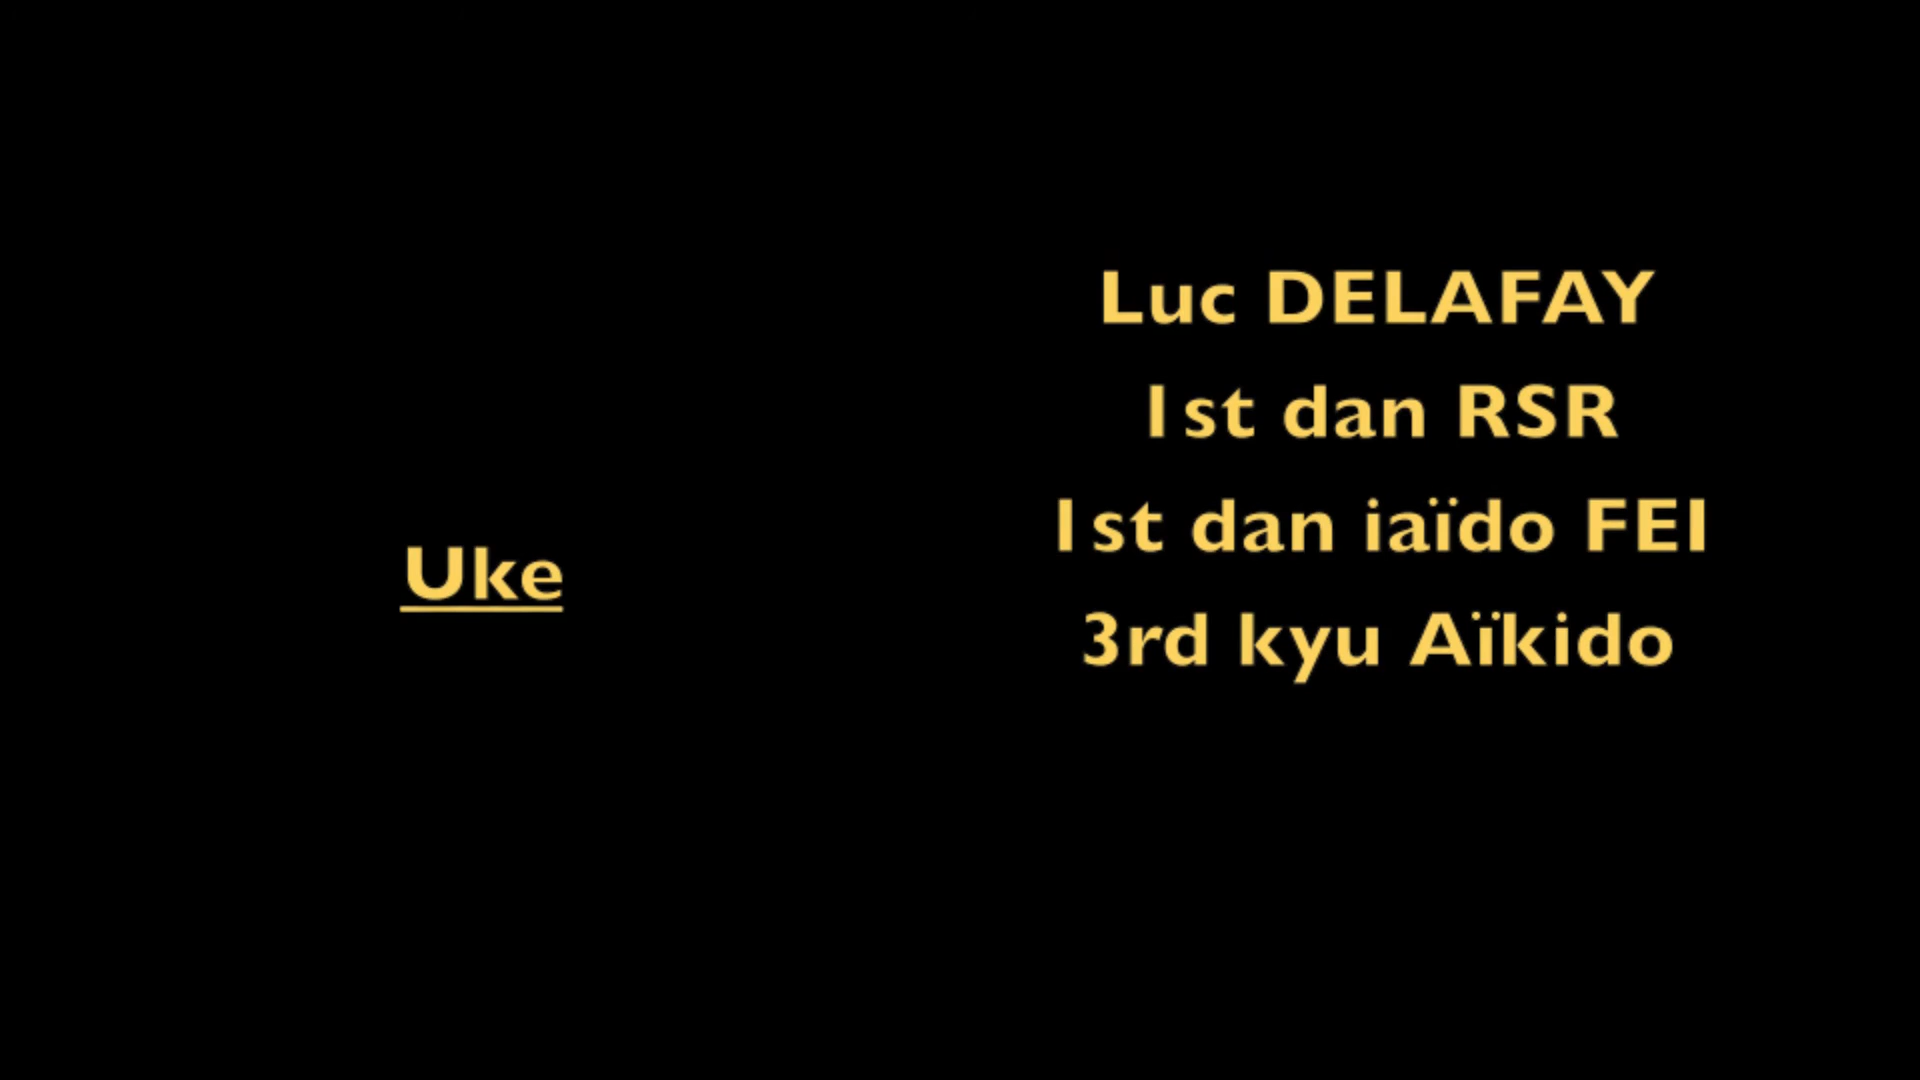 Uke
Luc DELAFAY
1st dan RSR
1st dan iaïdo FEI
3rd kyu Aïkido